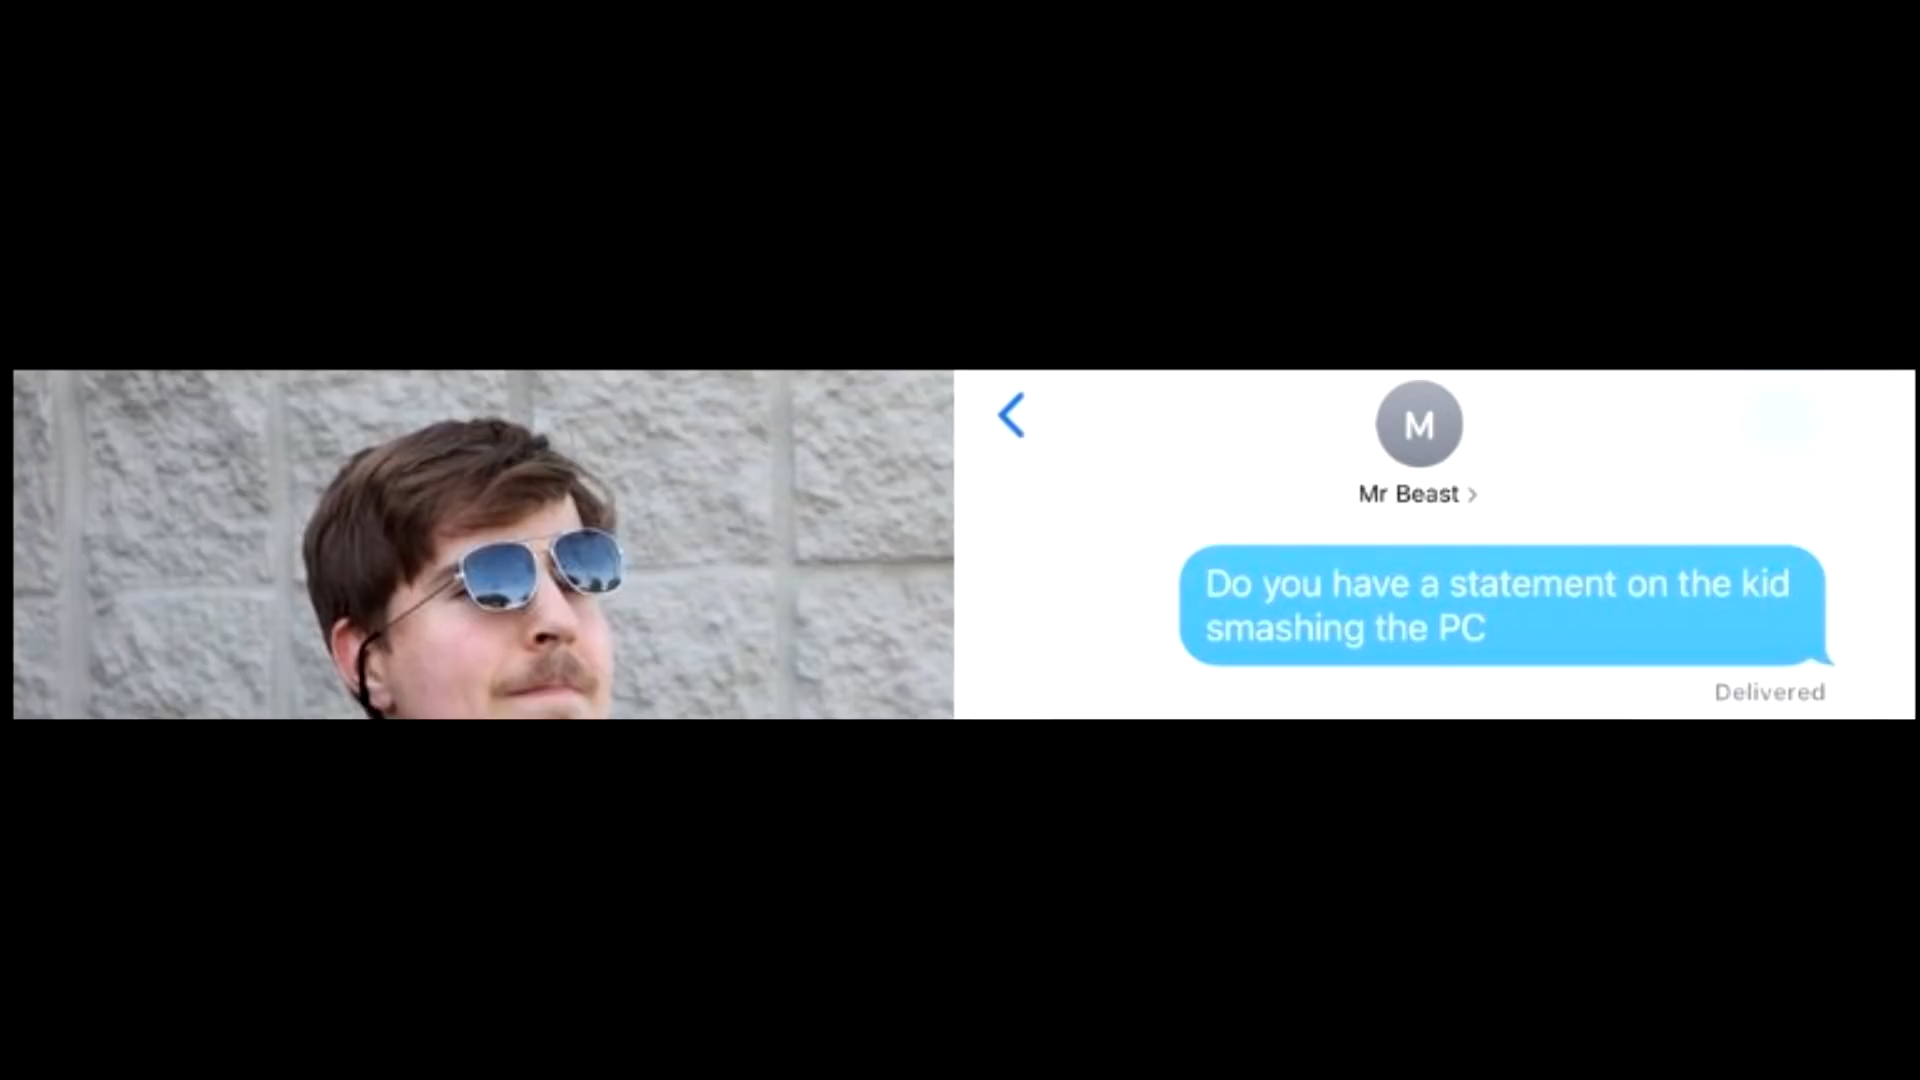 M
Mr Beast >
Do you have a statement on the kid
smashing the PC
Delivered